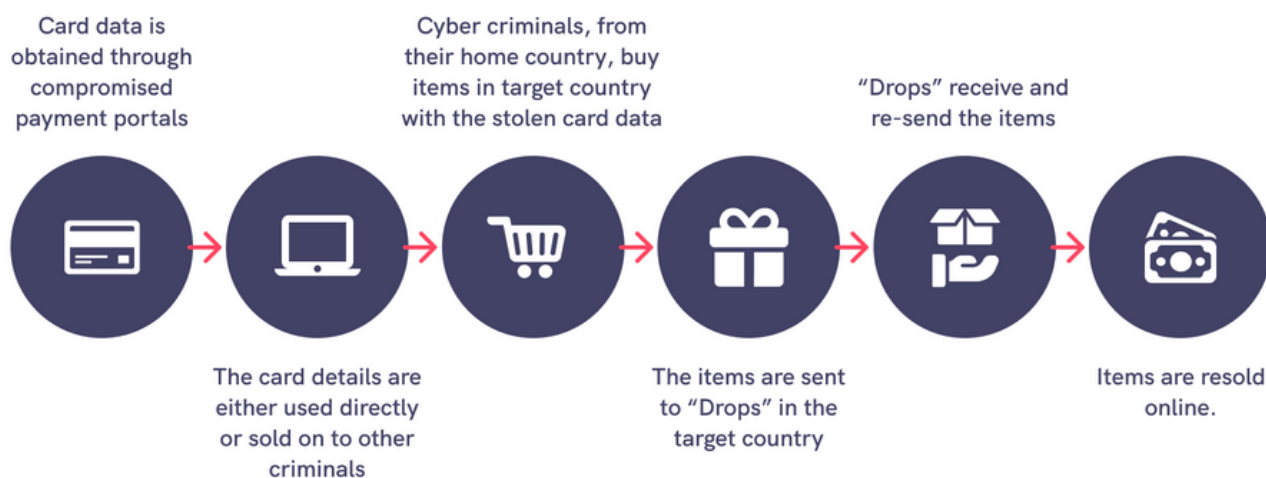 Card data is
obtained through
compromised
payment portals
The card details are
either used directly
or sold on to other
criminals
Cyber criminals, from
their home country, buy
items in target country
with the stolen card data
The items are sent
to “Drops” in the
target country
“Drops” receive and
re-send the items
Items are resold
online.